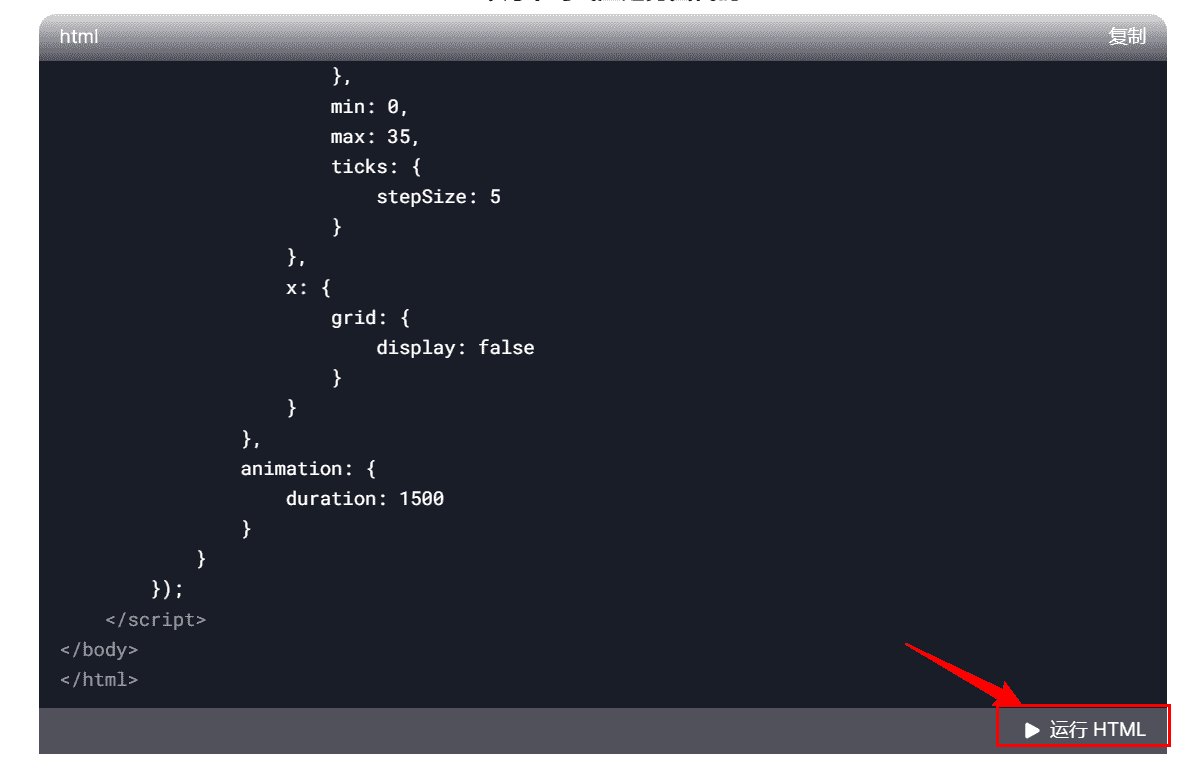 html
复制
},
min: 0,
max: 35,
ticks: {
stepSize: 5
}
},
x: {
grid: {
display: false
}
}
},
animation: {
duration: 1500
}
}
});
</script>
</body>
</html>
运行 HTML